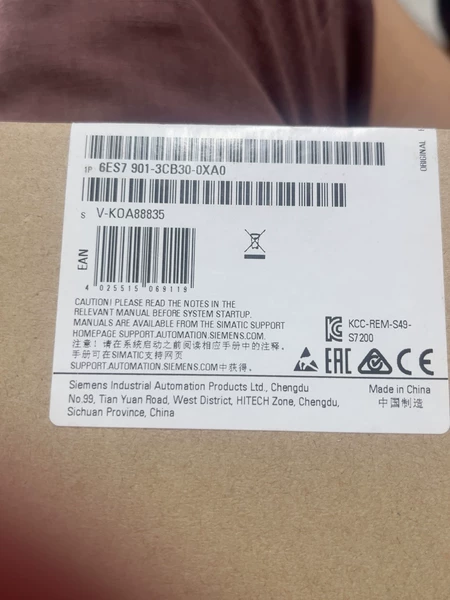 1P 6ES7 901-3CB30-0XA0
S V-KOA88835
EAN
4 025515 069119
CAUTION! PLEASE READ THE NOTES IN THE
RELEVANT MANUAL BEFORE SYSTEM STARTUP.
MANUALS ARE AVAILABLE FROM THE SIMATIC SUPPORT
HOMEPAGE SUPPORT.AUTOMATION.SIEMENS.COM.
注意！请在系统启动之前阅读相应手册中的注释。
手册可在SIMATIC支持网页
SUPPORT.AUTOMATION.SIEMENS.COM中获得。
KCC-REM-S49-
S7200
EAC
CE
Siemens Industrial Automation Products Ltd., Chengdu
No.99, Tian Yuan Road, West District, HITECH Zone, Chengdu,
Sichuan Province, China
Made in China
中国制造
ORIGINAL